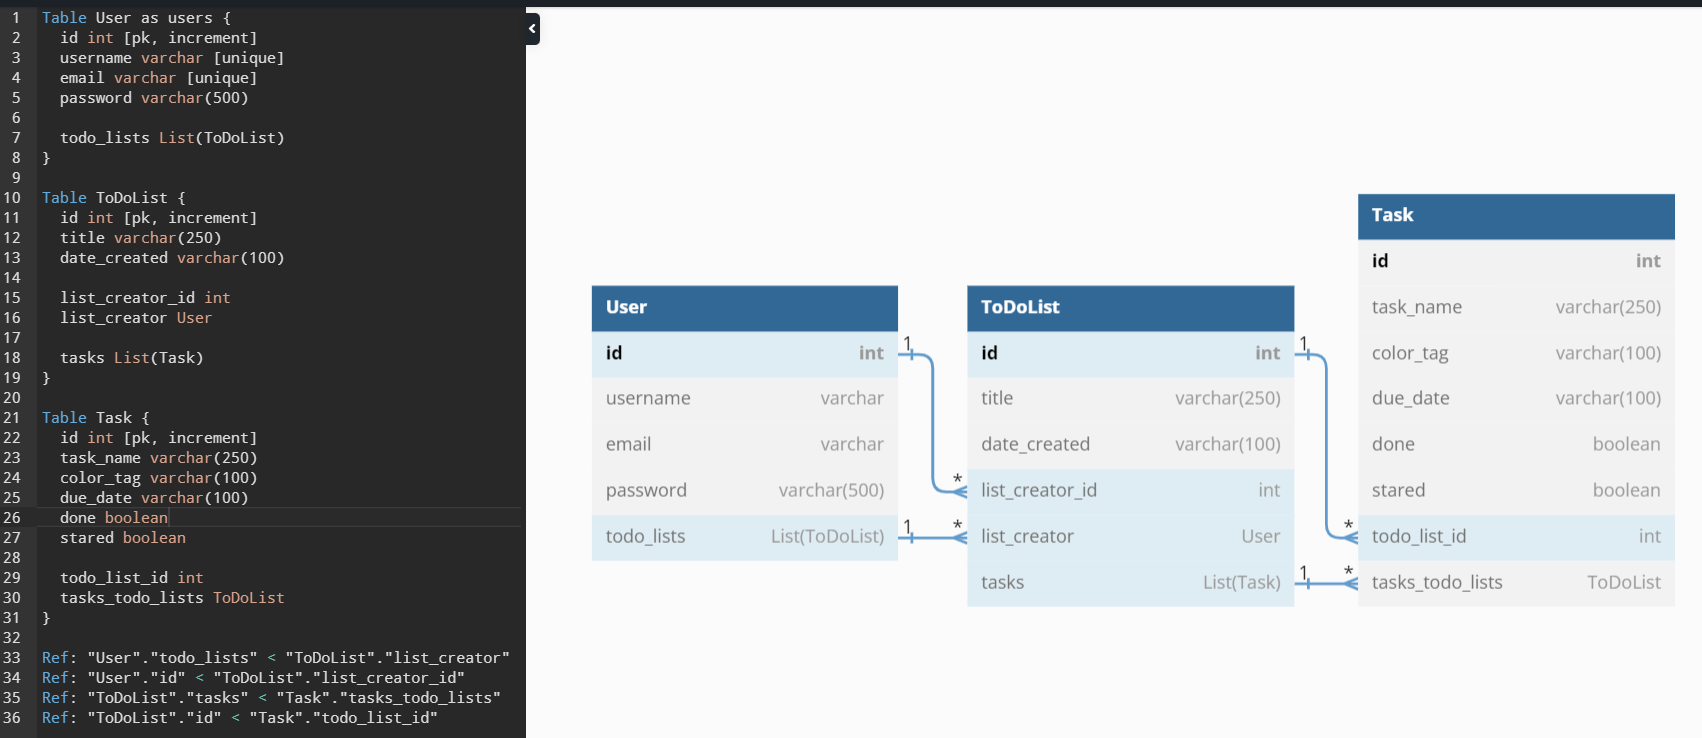 1 Table User as users {
2 id int [pk, increment]
3 username varchar [unique]
4 email varchar [unique]
5 password varchar(500)
6
7 todo_lists List(ToDoList)
8 }
9
10 Table ToDoList {
11 id int [pk, increment]
12 title varchar(250)
13 date_created varchar(100)
14
15 list_creator_id int
16 list_creator User
17
18 tasks List(Task)
19 }
20
21 Table Task {
22 id int [pk, increment]
23 task_name varchar(250)
24 color_tag varchar(100)
25 due_date varchar(100)
26 done boolean
27 stared boolean
28
29 todo_list_id int
30 tasks_todo_lists ToDoList
31 }
32
33 Ref: "User"."todo_lists" < "ToDoList"."list_creator"
34 Ref: "User"."id" < "ToDoList"."list_creator_id"
35 Ref: "ToDoList"."tasks" < "Task"."tasks_todo_lists"
36 Ref: "ToDoList"."id" < "Task"."todo_list_id"
User
id int 1
username varchar
email varchar
password varchar(500)
todo_lists List(ToDoList) 1
ToDoList
id int 1
title varchar(250)
date_created varchar(100)
* list_creator_id int
* list_creator User
tasks List(Task) 1
Task
id int
task_name varchar(250)
color_tag varchar(100)
due_date varchar(100)
done boolean
stared boolean
* todo_list_id int
* tasks_todo_lists ToDoList